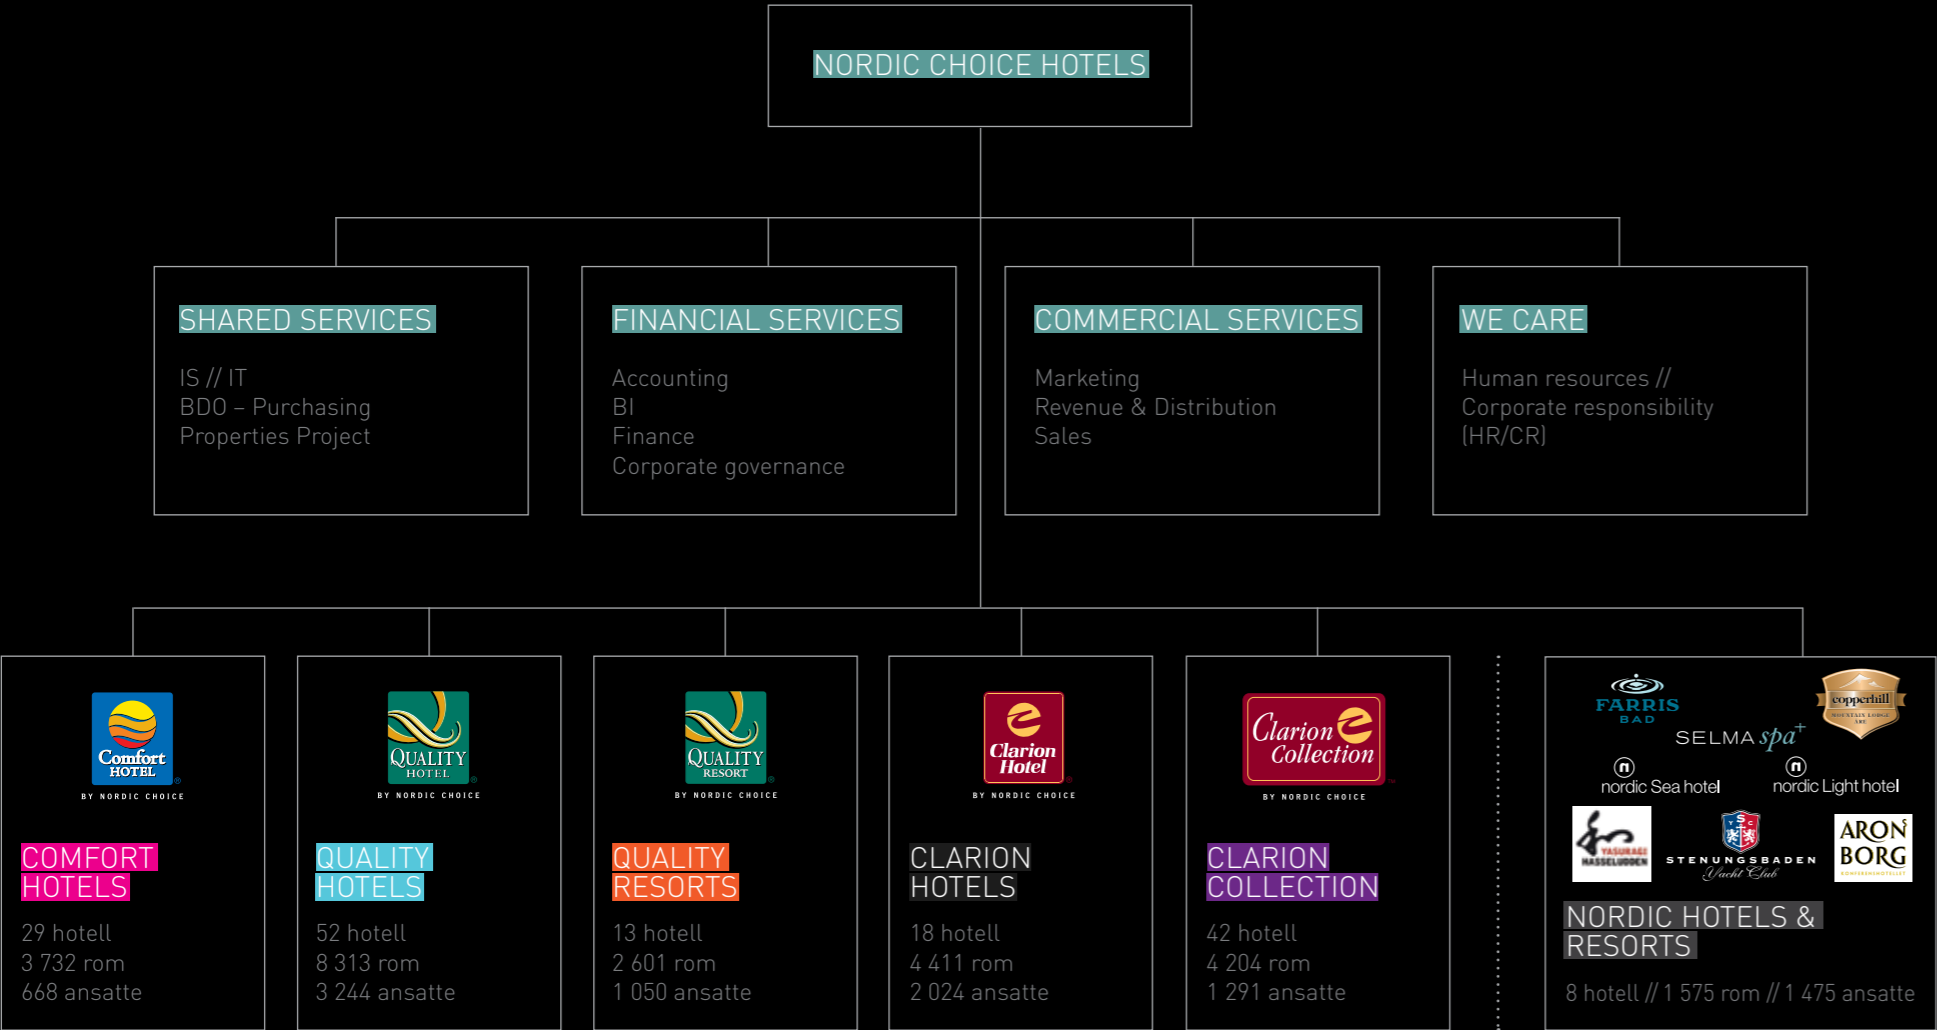 NORDIC CHOICE HOTELS
SHARED SERVICES
IS // IT
BDO – Purchasing
Properties Project
FINANCIAL SERVICES
Accounting
BI
Finance
Corporate governance
COMMERCIAL SERVICES
Marketing
Revenue & Distribution
Sales
WE CARE
Human resources //
Corporate responsibility
(HR/CR)
Comfort
HOTEL
BY NORDIC CHOICE
COMFORT
HOTELS
29 hotell
3 732 rom
668 ansatte
QUALITY
HOTEL
BY NORDIC CHOICE
QUALITY
HOTELS
52 hotell
8 313 rom
3 244 ansatte
QUALITY
RESORT
BY NORDIC CHOICE
QUALITY
RESORTS
13 hotell
2 601 rom
1 050 ansatte
Clarion
Hotel
BY NORDIC CHOICE
CLARION
HOTELS
18 hotell
4 411 rom
2 024 ansatte
Clarion
Collection
BY NORDIC CHOICE
CLARION
COLLECTION
42 hotell
4 204 rom
1 291 ansatte
FARRIS
BAD
copperhill
MOUNTAIN LODGE
ÅRE
SELMA spa+
n
nordic Sea hotel
n
nordic Light hotel
YASURAGI
HASSELUDDEN
Y S C
STENUNGSBADEN
Yacht Club
ARONS
BORG
KONFERENSHOTELLET
NORDIC HOTELS &
RESORTS
8 hotell // 1 575 rom // 1 475 ansatte